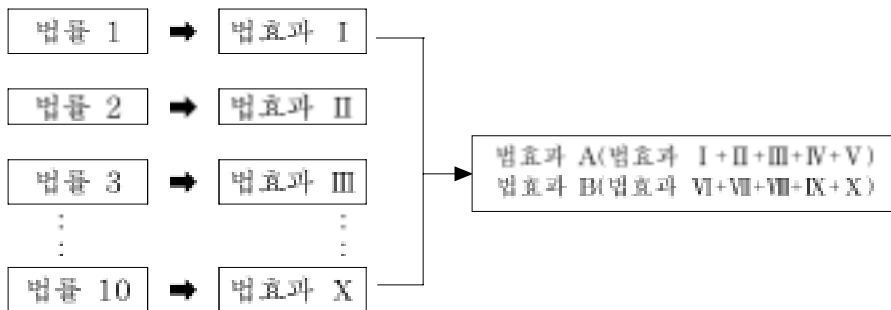 법률 1 ➡ 법효과 Ⅰ
법률 2 ➡ 법효과 Ⅱ
법효과 A(법효과 Ⅰ+Ⅱ+Ⅲ+Ⅳ+Ⅴ)
법효과 B(법효과 Ⅵ+Ⅶ+Ⅷ+Ⅸ+Ⅹ)
법률 3 ➡ 법효과 Ⅲ
⋮ ⋮
법률 10 ➡ 법효과 Ⅹ